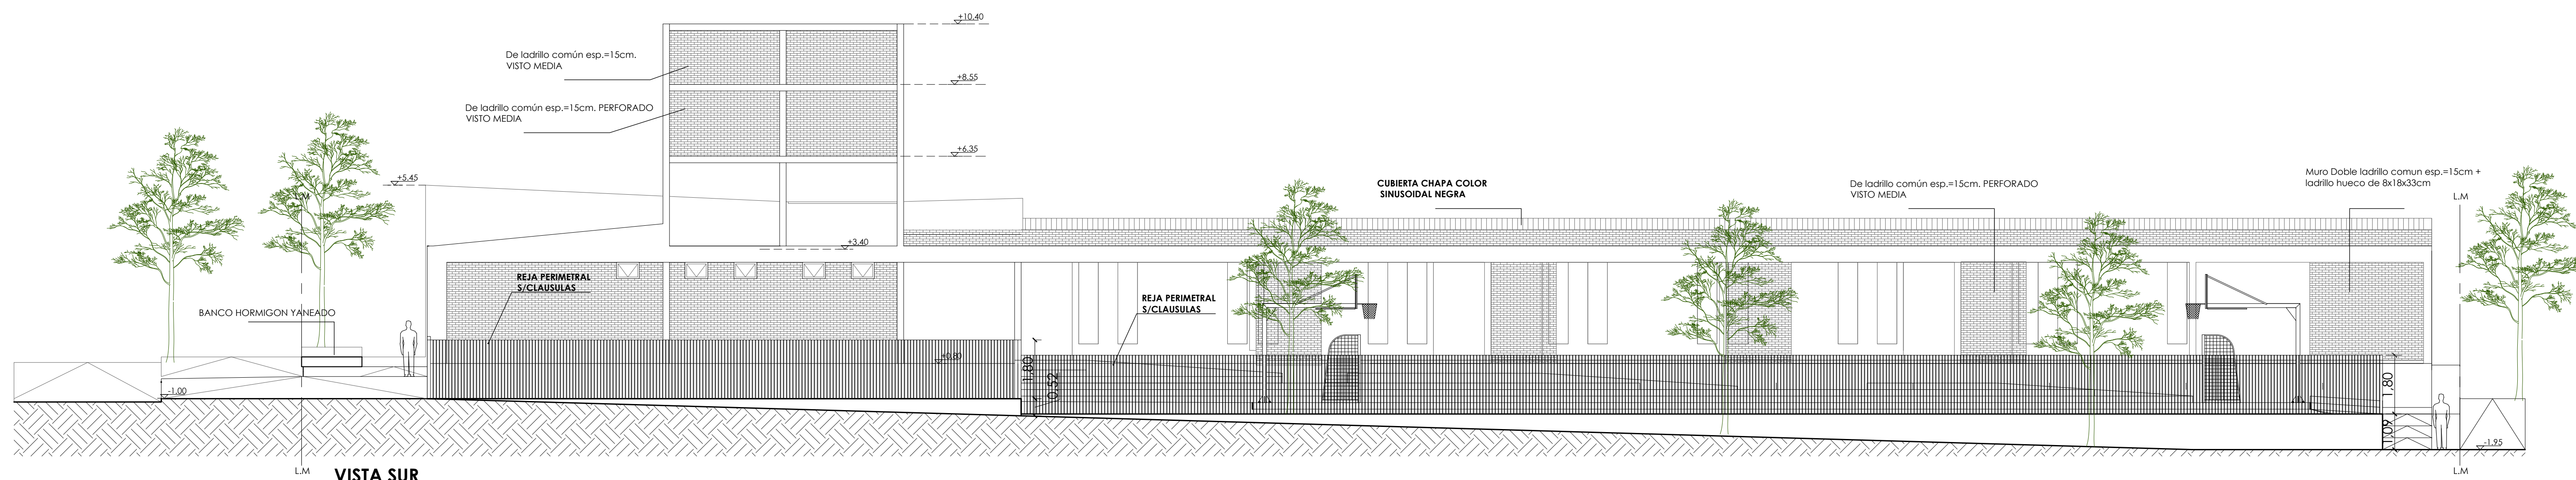 +10,40
De ladrillo común esp.=15cm.
VISTO MEDIA
+8.55
De ladrillo común esp.=15cm. PERFORADO
VISTO MEDIA
+6.35
+5.45
CUBIERTA CHAPA COLOR
SINUSOIDAL NEGRA
De ladrillo común esp.=15cm. PERFORADO
VISTO MEDIA
Muro Doble ladrillo comun esp.=15cm +
ladrillo hueco de 8x18x33cm
L.M
L.M
+3.40
REJA PERIMETRAL
S/CLAUSULAS
REJA PERIMETRAL
S/CLAUSULAS
BANCO HORMIGON YANEADO
+0.80
1,80
0.52
1,80
-1.00
1.09
-1.95
L.M
VISTA SUR
L.M